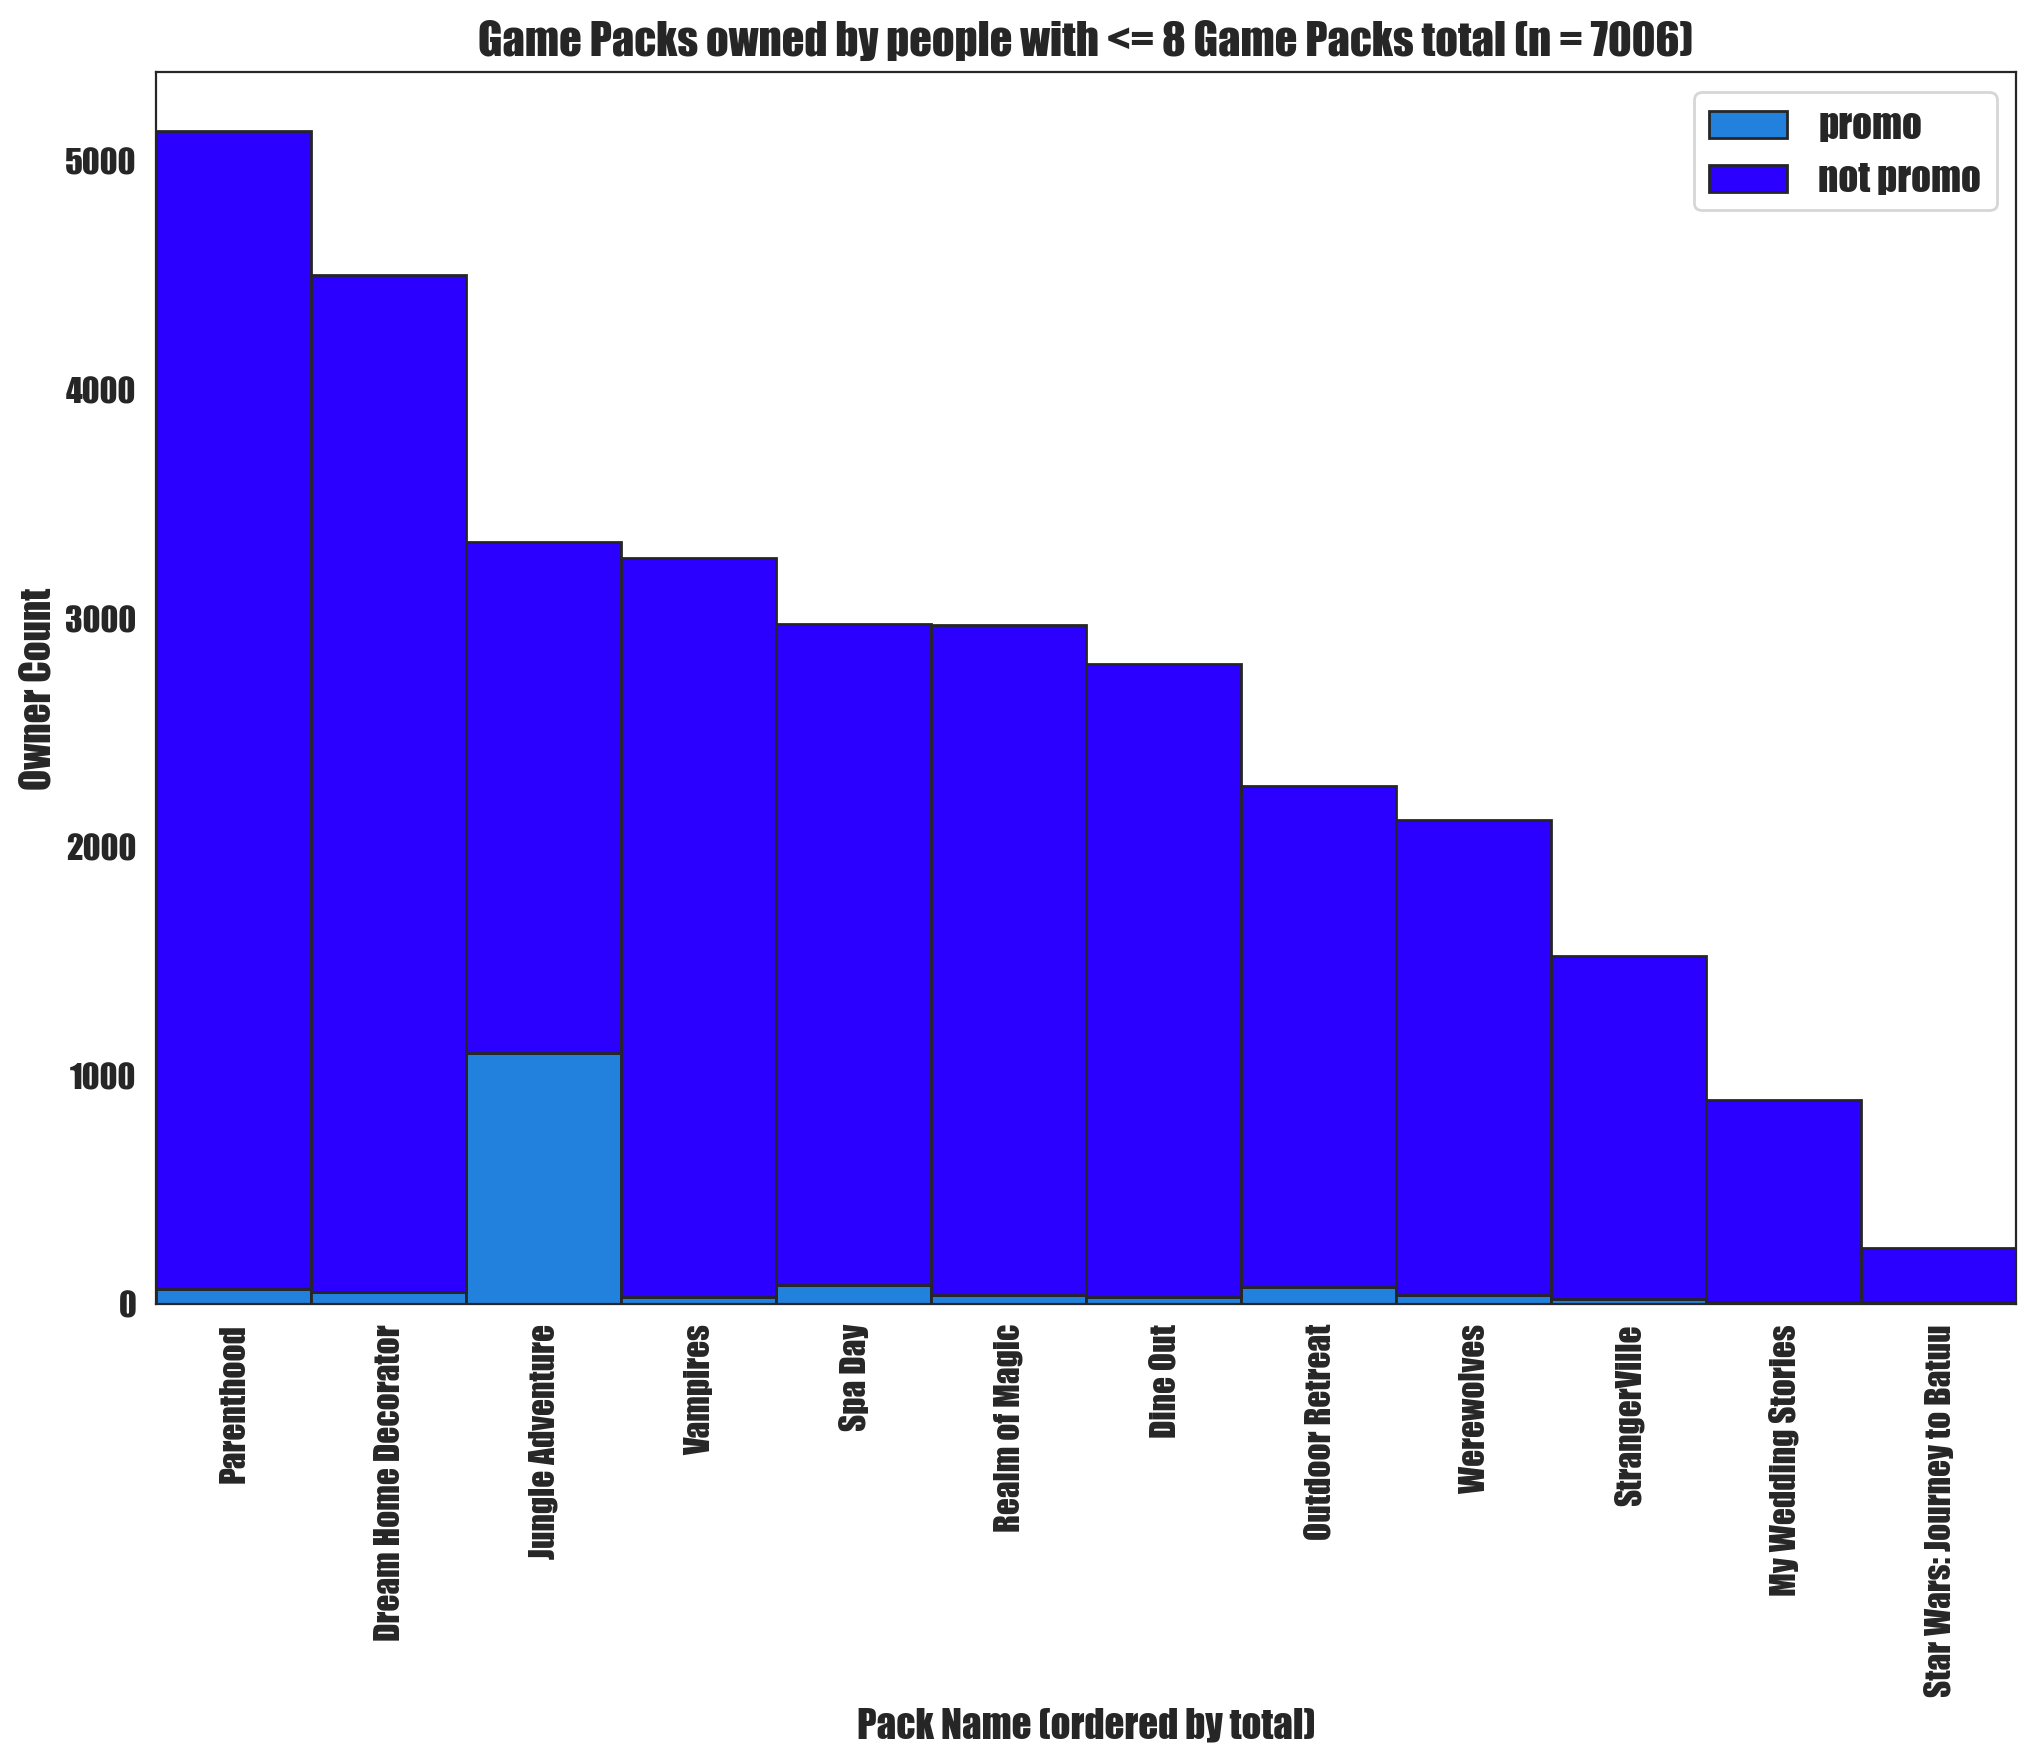 Game Packs owned by people with <= 8 Game Packs total (n = 7006)
promo
not promo
Owner Count
5000
4000
3000
2000
1000
0
Parenthood
Dream Home Decorator
Jungle Adventure
Vampires
Spa Day
Realm of Magic
Dine Out
Outdoor Retreat
Werewolves
StrangerVille
My Wedding Stories
Star Wars: Journey to Batuu
Pack Name (ordered by total)